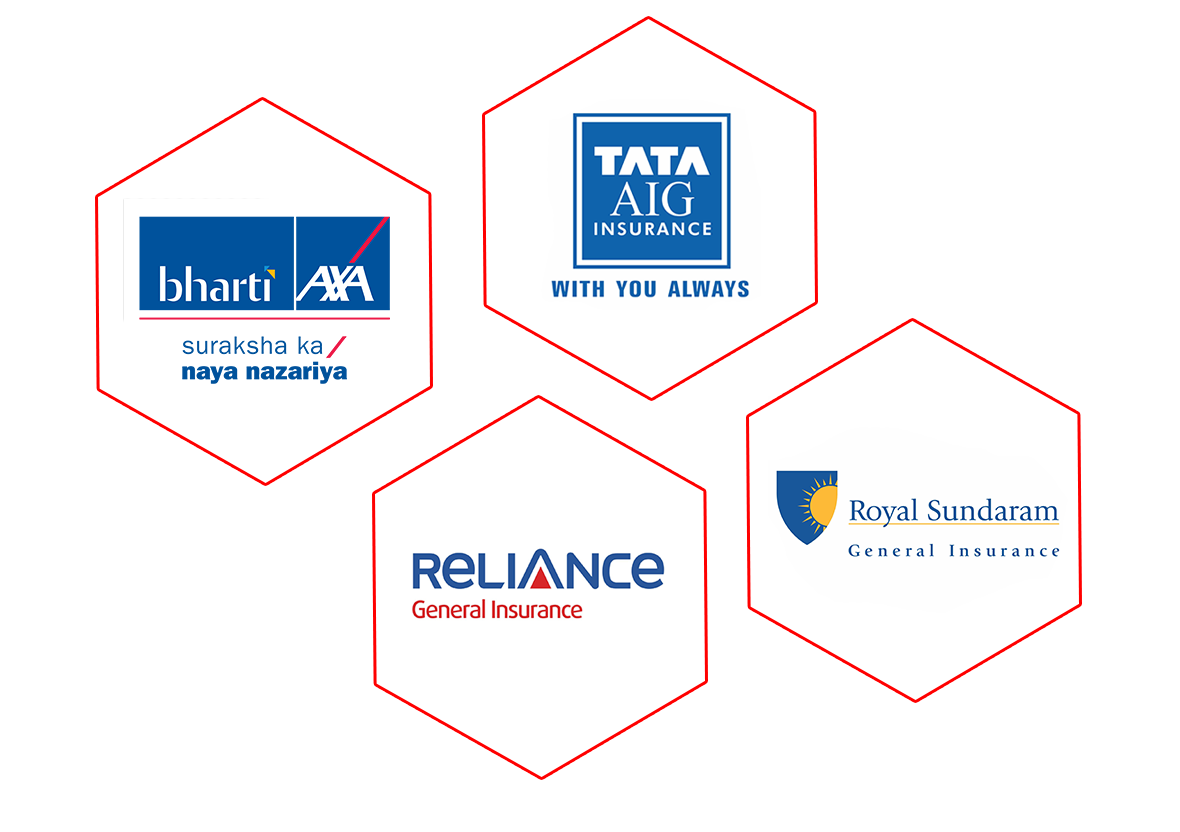 bharti AXA
suraksha ka
naya nazariya
TATA
AIG
INSURANCE
WITH YOU ALWAYS
RELIANCE
General Insurance
Royal Sundaram
General Insurance